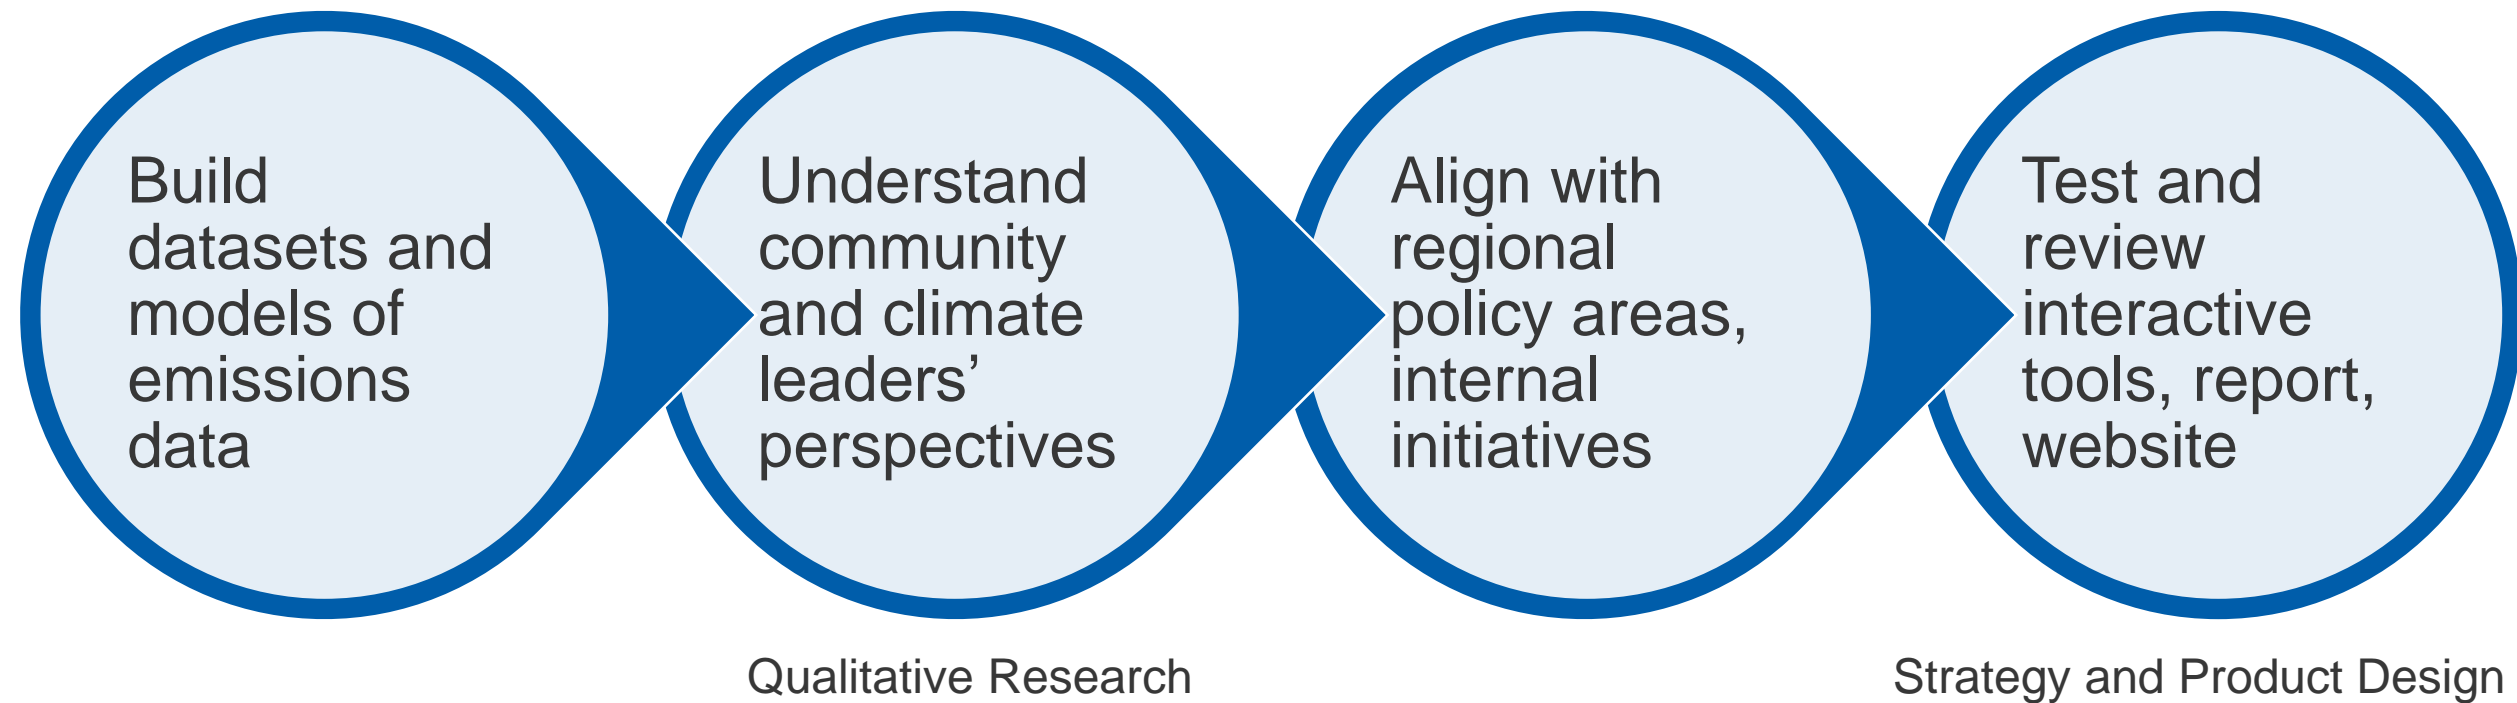 Build
datasets and
models of
emissions
data
Understand
community
and climate
leaders’
perspectives
Align with
regional
policy areas,
internal
initiatives
Test and
review
interactive
tools, report,
website
Qualitative Research
Strategy and Product Design